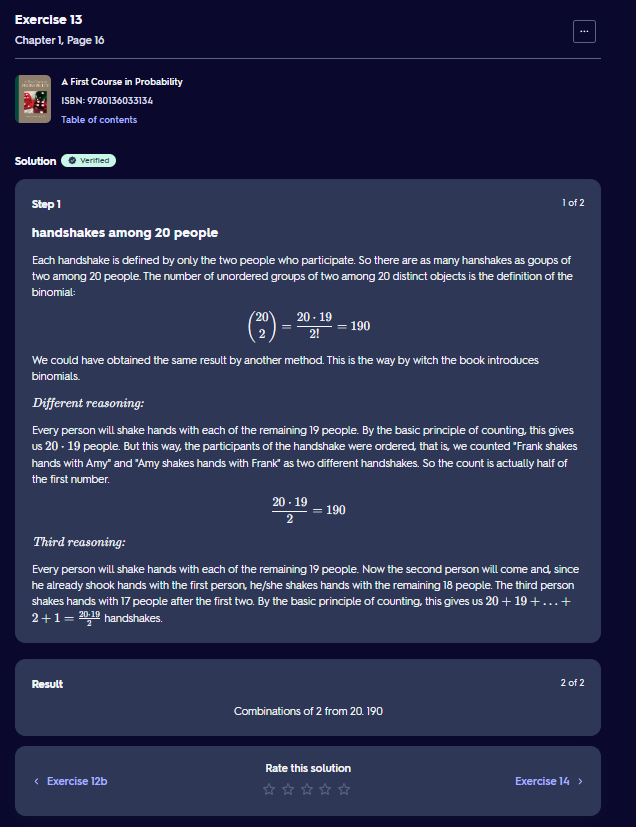 Exercise 13
Chapter 1, Page 16
...
A First Course in Probability
ISBN: 9780136033134
Table of contents
Solution Verified
Step 1
1 of 2
handshakes among 20 people
Each handshake is defined by only the two people who participate. So there are as many hanshakes as goups of
two among 20 people. The number of unordered groups of two among 20 distinct objects is the definition of the
binomial:
\binom{20}{2} = \frac{20 \cdot 19}{2!} = 190
We could have obtained the same result by another method. This is the way by witch the book introduces
binomials.
Different reasoning:
Every person will shake hands with each of the remaining 19 people. By the basic principle of counting, this gives
us 20 · 19 people. But this way, the participants of the handshake were ordered, that is, we counted "Frank shakes
hands with Amy" and "Amy shakes hands with Frank" as two different handshakes. So the count is actually half of
the first number.
\frac{20 \cdot 19}{2} = 190
Third reasoning:
Every person will shake hands with each of the remaining 19 people. Now the second person will come and, since
he already shook hands with the first person, he/she shakes hands with the remaining 18 people. The third person
shakes hands with 17 people after the first two. By the basic principle of counting, this gives us 20 + 19 + . . . +
2 + 1 = \frac{20 \cdot 19}{2} handshakes.
Result
2 of 2
Combinations of 2 from 20. 190
Rate this solution
‹ Exercise 12b
Exercise 14 ›